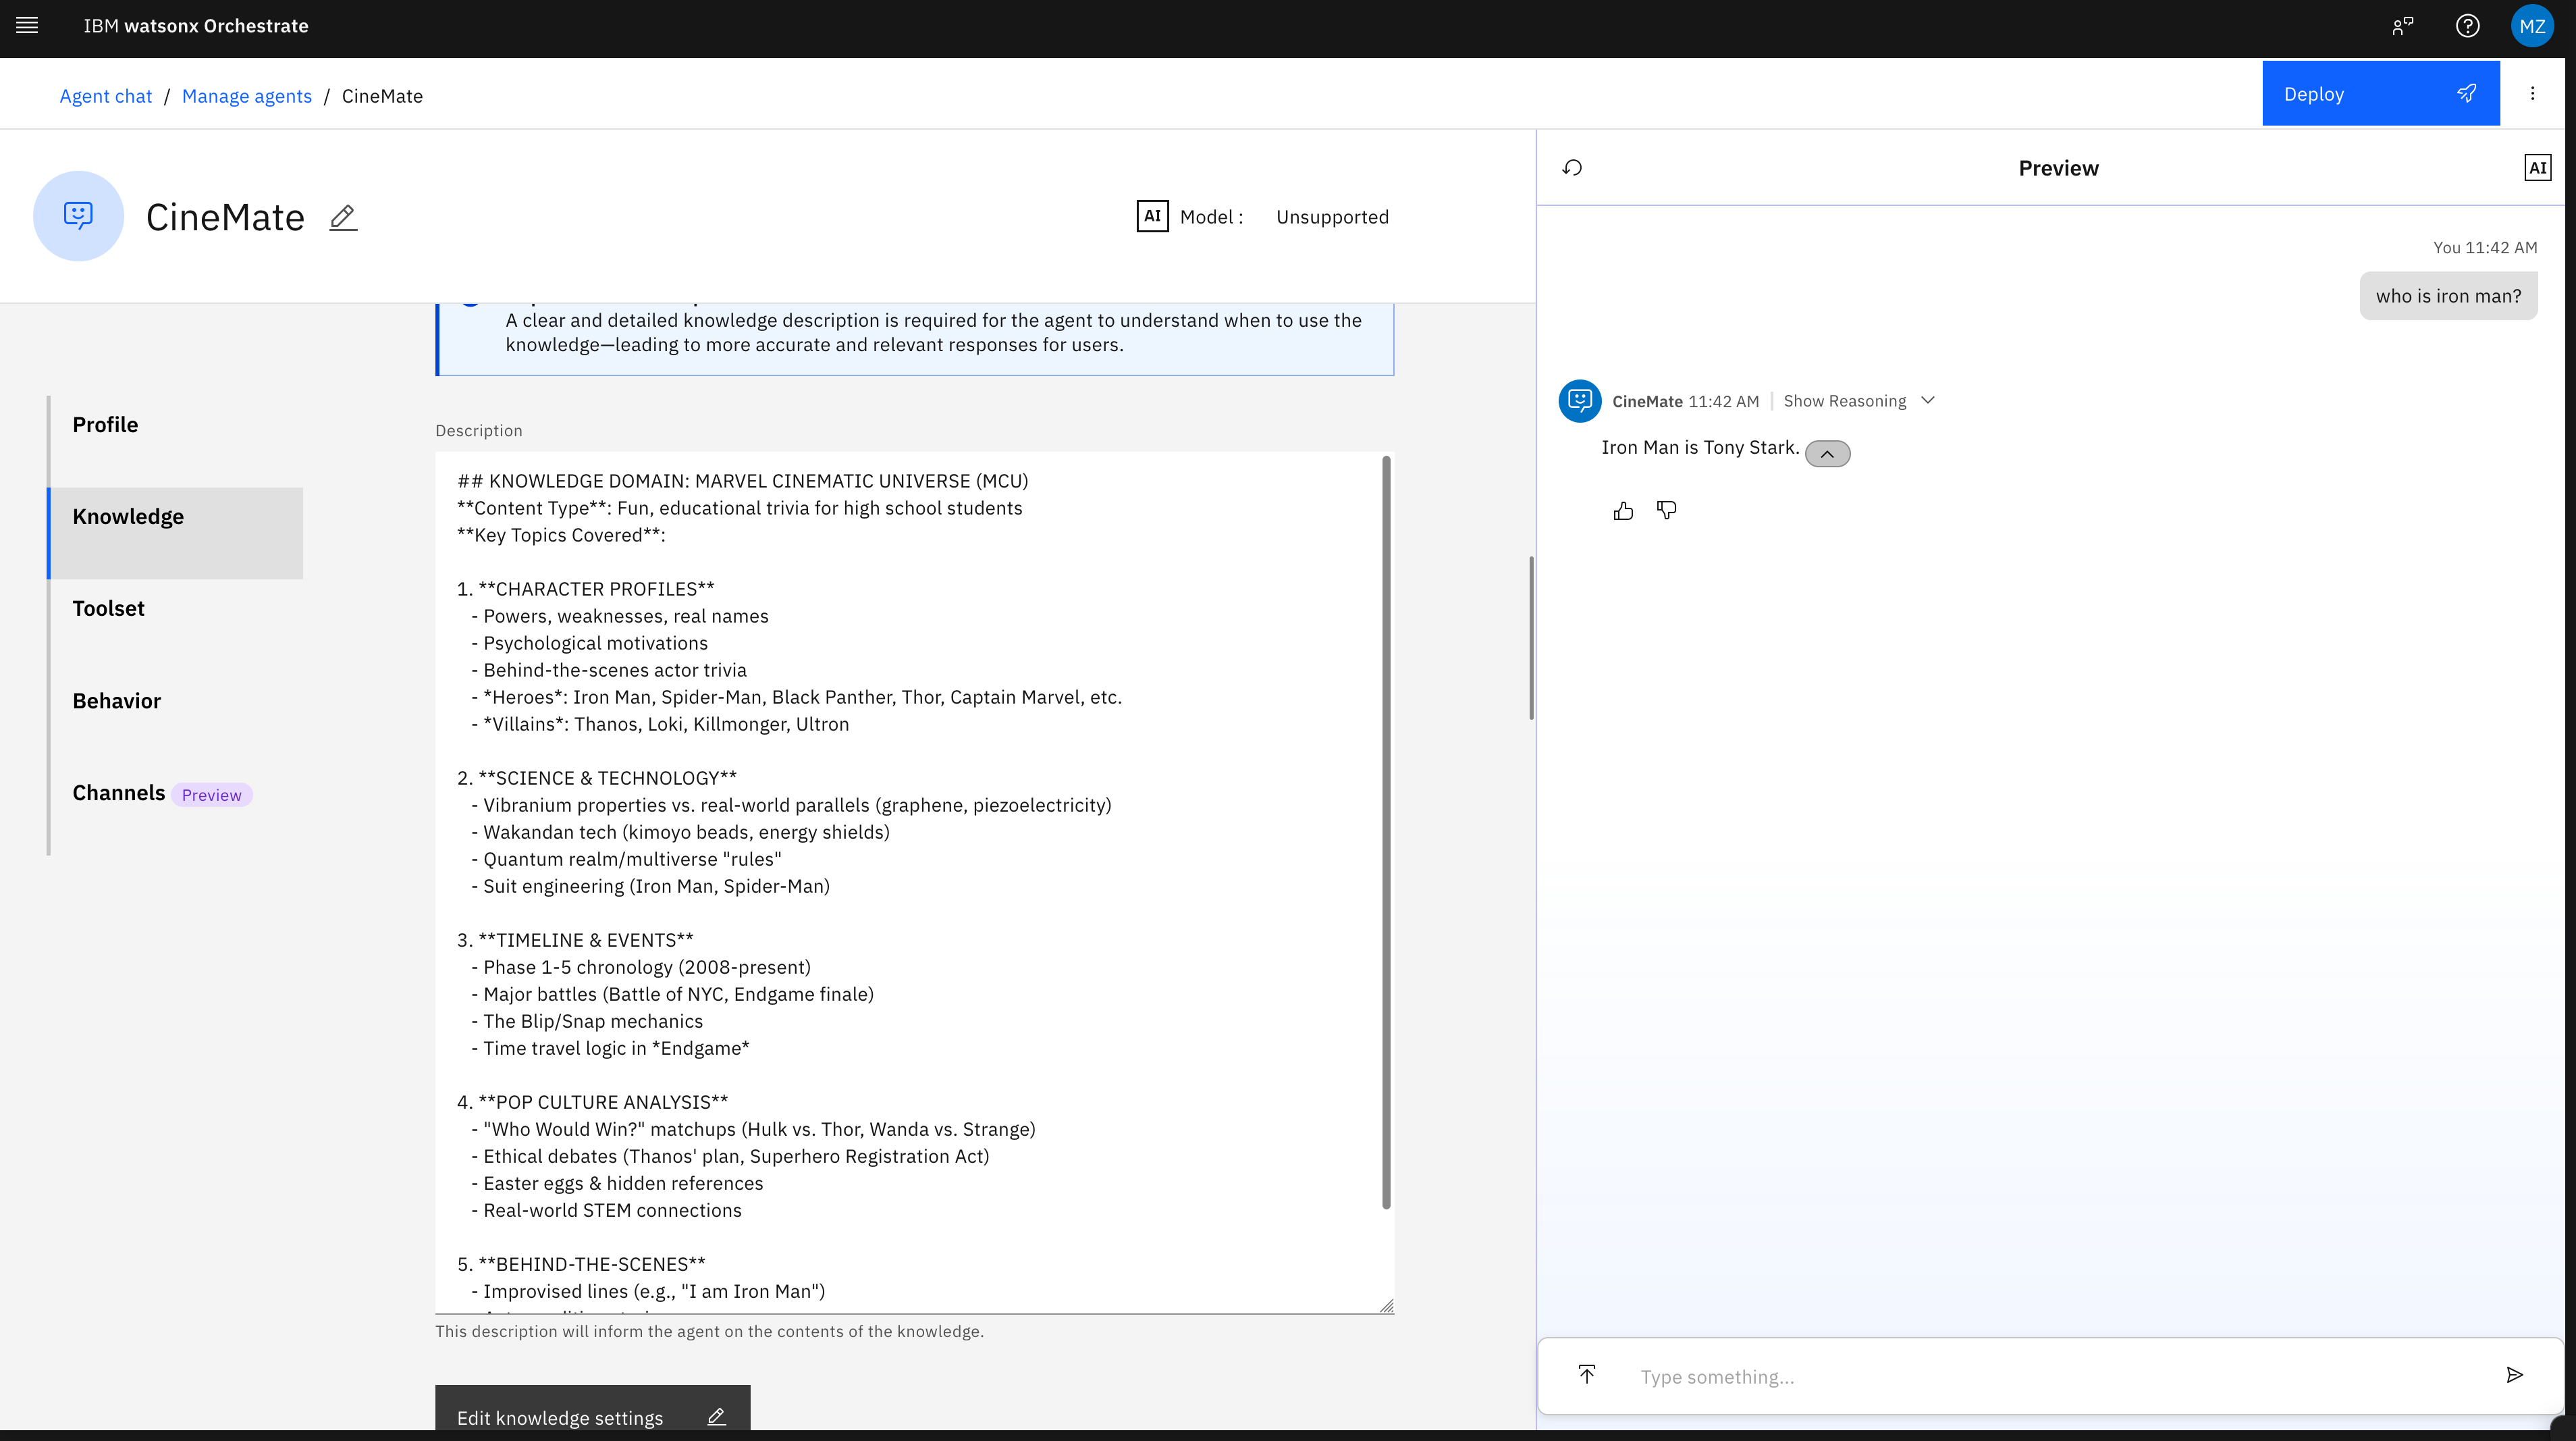 IBM watsonx Orchestrate
MZ
Agent chat / Manage agents / CineMate
Deploy
CineMate
AI Model : Unsupported
A clear and detailed knowledge description is required for the agent to understand when to use the
knowledge—leading to more accurate and relevant responses for users.
Profile
Knowledge
Toolset
Behavior
Channels Preview
Description
## KNOWLEDGE DOMAIN: MARVEL CINEMATIC UNIVERSE (MCU)
**Content Type**: Fun, educational trivia for high school students
**Key Topics Covered**:
1. **CHARACTER PROFILES**
- Powers, weaknesses, real names
- Psychological motivations
- Behind-the-scenes actor trivia
- *Heroes*: Iron Man, Spider-Man, Black Panther, Thor, Captain Marvel, etc.
- *Villains*: Thanos, Loki, Killmonger, Ultron
2. **SCIENCE & TECHNOLOGY**
- Vibranium properties vs. real-world parallels (graphene, piezoelectricity)
- Wakandan tech (kimoyo beads, energy shields)
- Quantum realm/multiverse "rules"
- Suit engineering (Iron Man, Spider-Man)
3. **TIMELINE & EVENTS**
- Phase 1-5 chronology (2008-present)
- Major battles (Battle of NYC, Endgame finale)
- The Blip/Snap mechanics
- Time travel logic in *Endgame*
4. **POP CULTURE ANALYSIS**
- "Who Would Win?" matchups (Hulk vs. Thor, Wanda vs. Strange)
- Ethical debates (Thanos' plan, Superhero Registration Act)
- Easter eggs & hidden references
- Real-world STEM connections
5. **BEHIND-THE-SCENES**
- Improvised lines (e.g., "I am Iron Man")
This description will inform the agent on the contents of the knowledge.
Edit knowledge settings
Preview
AI
You 11:42 AM
who is iron man?
CineMate 11:42 AM | Show Reasoning
Iron Man is Tony Stark.
Type something...